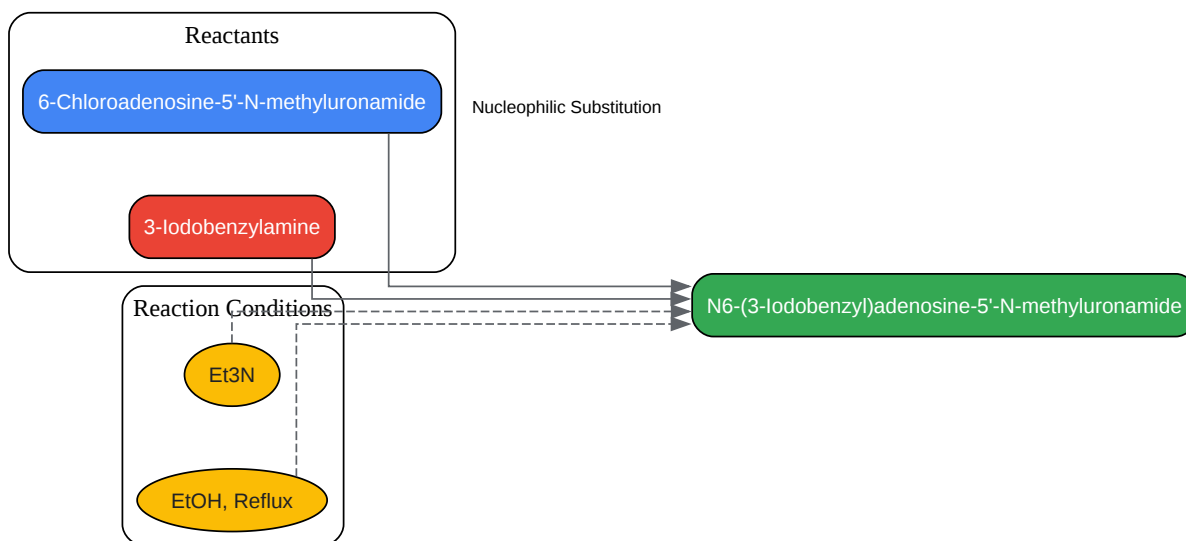 Reactants
6-Chloroadenosine-5'-N-methyluronamide
Nucleophilic Substitution
3-Iodobenzylamine
N6-(3-Iodobenzyl)adenosine-5'-N-methyluronamide
Reaction Conditions
Et3N
EtOH, Reflux